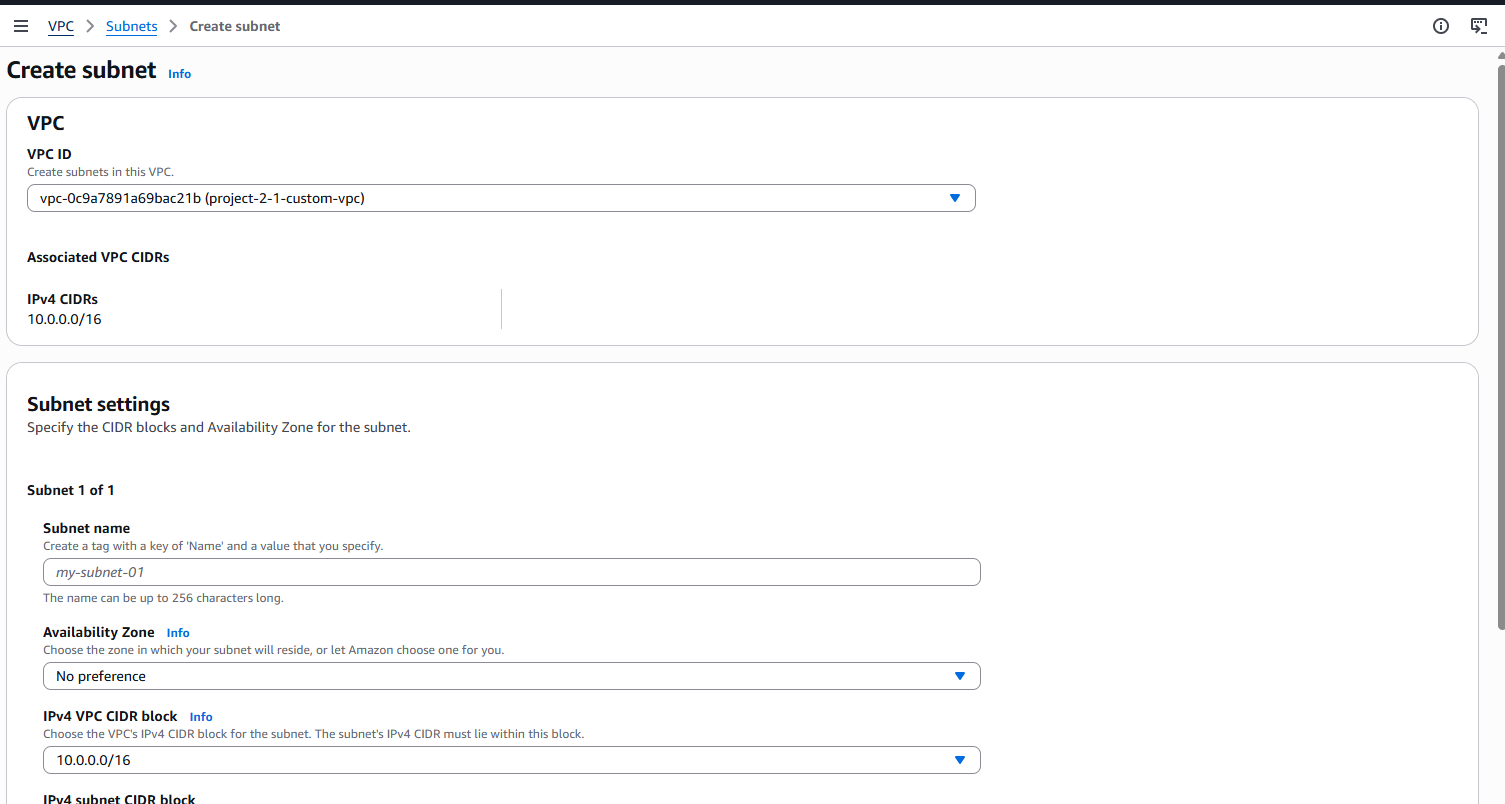 VPC > Subnets > Create subnet
Create subnet Info
VPC
VPC ID
Create subnets in this VPC.
vpc-0c9a7891a69bac21b (project-2-1-custom-vpc)
Associated VPC CIDRs
IPv4 CIDRs
10.0.0.0/16
Subnet settings
Specify the CIDR blocks and Availability Zone for the subnet.
Subnet 1 of 1
Subnet name
Create a tag with a key of 'Name' and a value that you specify.
my-subnet-01
The name can be up to 256 characters long.
Availability Zone Info
Choose the zone in which your subnet will reside, or let Amazon choose one for you.
No preference
IPv4 VPC CIDR block Info
Choose the VPC's IPv4 CIDR block for the subnet. The subnet's IPv4 CIDR must lie within this block.
10.0.0.0/16
IPv4 subnet CIDR block